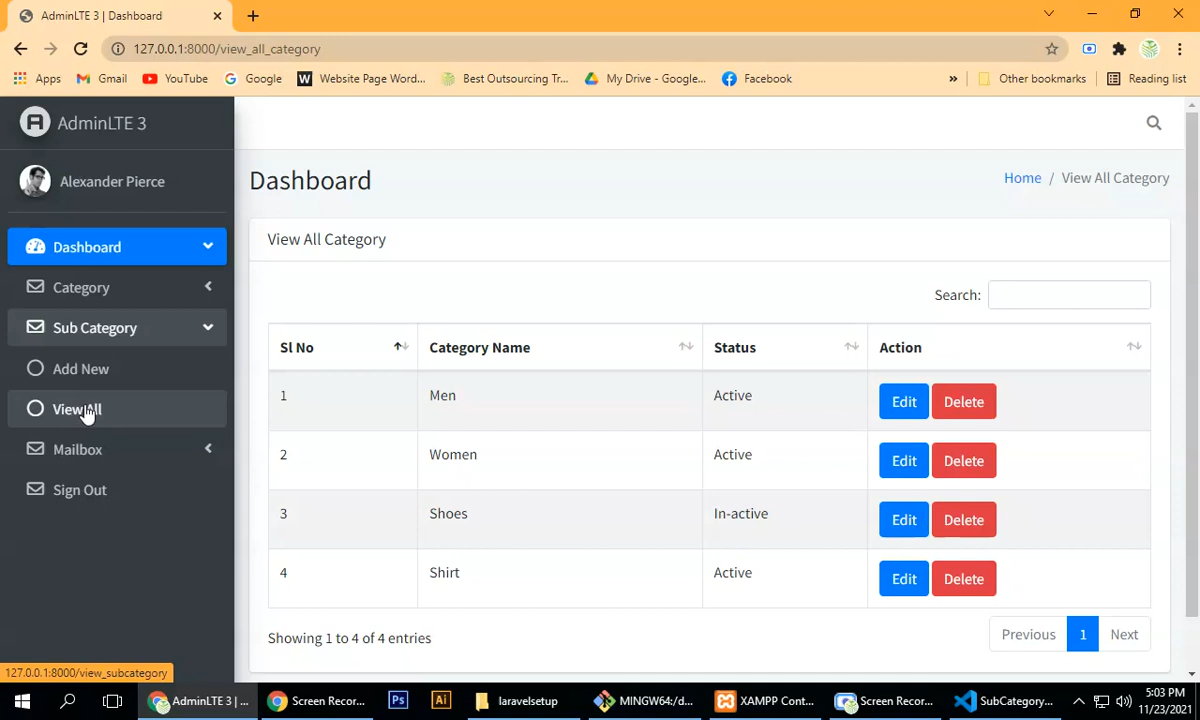 AdminLTE 3 | Dashboard
127.0.0.1:8000/view_all_category
Apps Gmail YouTube Google Website Page Word... Best Outsourcing Tr... My Drive - Google... Facebook » Other bookmarks Reading list
AdminLTE 3
Alexander Pierce
Dashboard
Category
Sub Category
Add New
View All
Mailbox
Sign Out
Dashboard
Home / View All Category
View All Category
Search:
Sl No Category Name Status Action
1 Men Active Edit Delete
2 Women Active Edit Delete
3 Shoes In-active Edit Delete
4 Shirt Active Edit Delete
Showing 1 to 4 of 4 entries
Previous 1 Next
127.0.0.1:8000/view_subcategory
AdminLTE 3 | ... Screen Recor... Ps Ai laravelsetup MINGW64:/d... XAMPP Cont... Screen Recor... SubCategory...
5:03 PM
11/23/2021